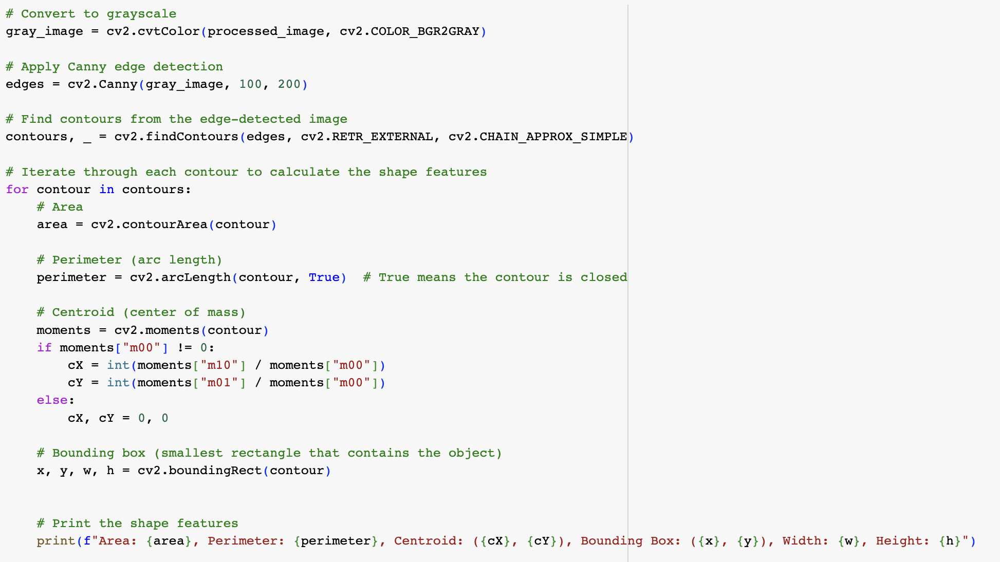 # Convert to grayscale
gray_image = cv2.cvtColor(processed_image, cv2.COLOR_BGR2GRAY)
# Apply Canny edge detection
edges = cv2.Canny(gray_image, 100, 200)
# Find contours from the edge-detected image
contours, _ = cv2.findContours(edges, cv2.RETR_EXTERNAL, cv2.CHAIN_APPROX_SIMPLE)
# Iterate through each contour to calculate the shape features
for contour in contours:
    # Area
    area = cv2.contourArea(contour)
    # Perimeter (arc length)
    perimeter = cv2.arcLength(contour, True)  # True means the contour is closed
    # Centroid (center of mass)
    moments = cv2.moments(contour)
    if moments["m00"] != 0:
        cX = int(moments["m10"] / moments["m00"])
        cY = int(moments["m01"] / moments["m00"])
    else:
        cX, cY = 0, 0
    # Bounding box (smallest rectangle that contains the object)
    x, y, w, h = cv2.boundingRect(contour)
    # Print the shape features
    print(f"Area: {area}, Perimeter: {perimeter}, Centroid: ({cX}, {cY}), Bounding Box: ({x}, {y}), Width: {w}, Height: {h}")